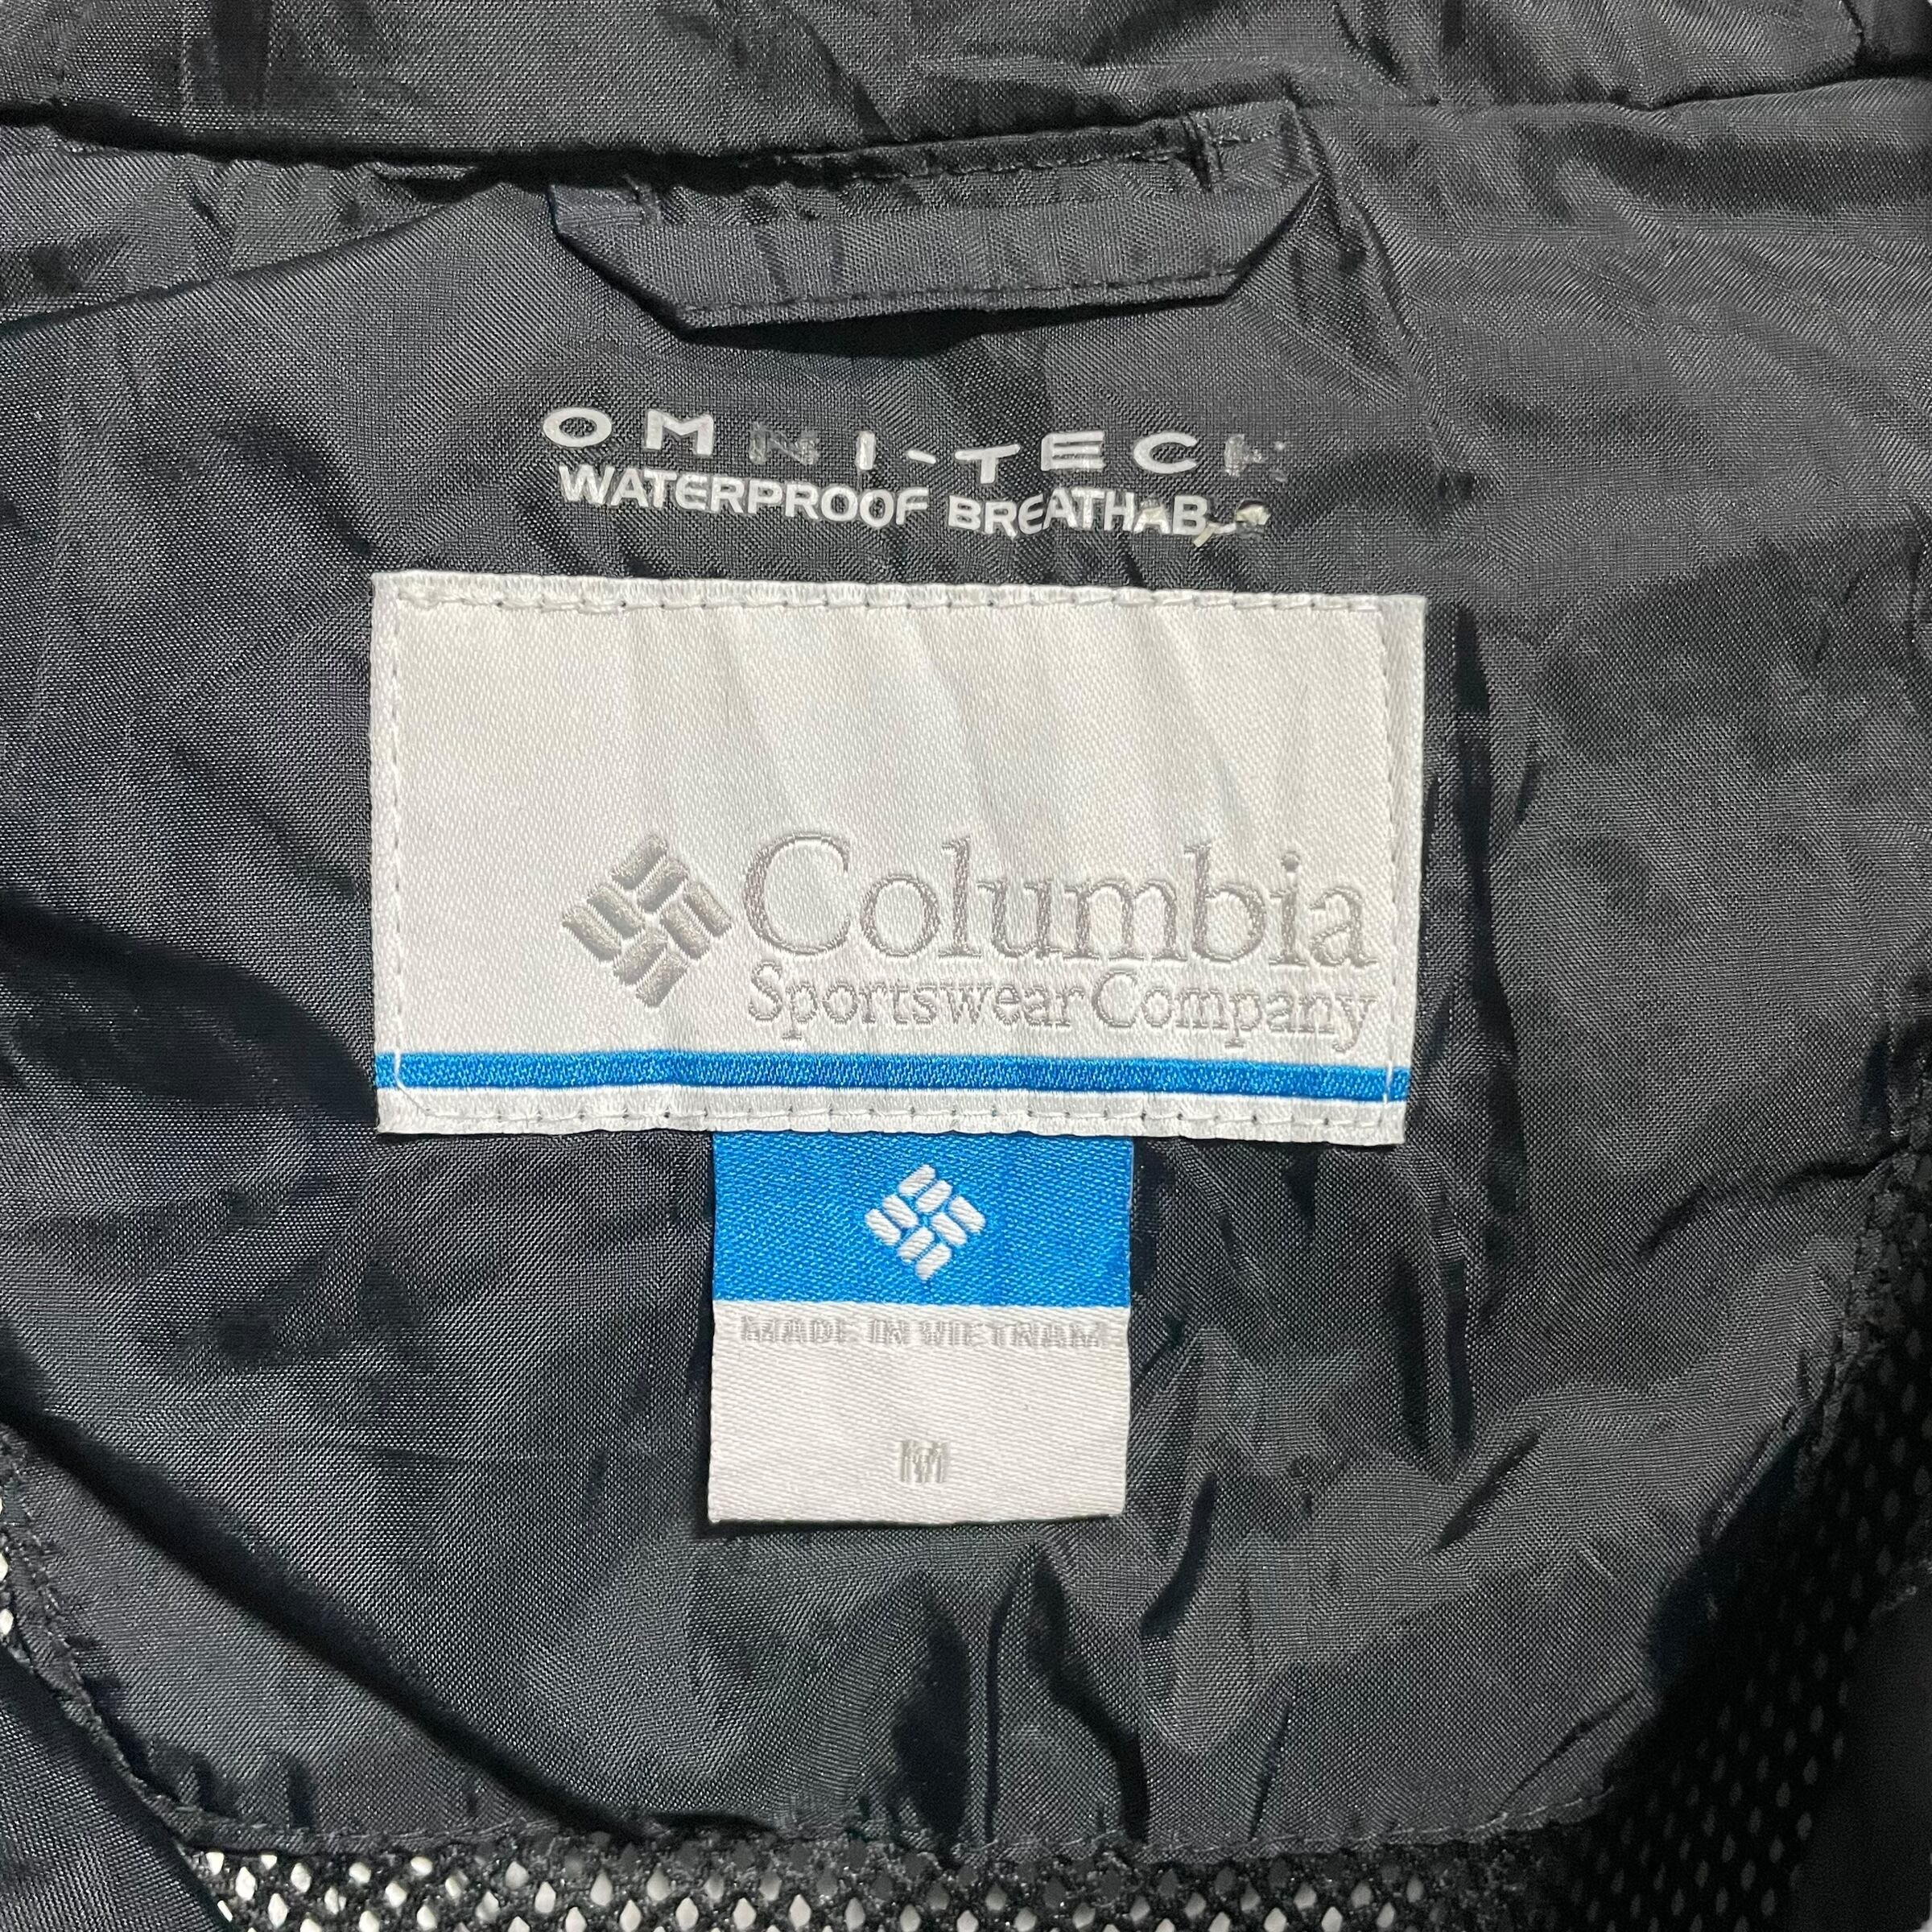 OMNI-TECH
WATERPROOF BREATHAB
Columbia
Sportswear Company
MADE IN VIETNAM
M